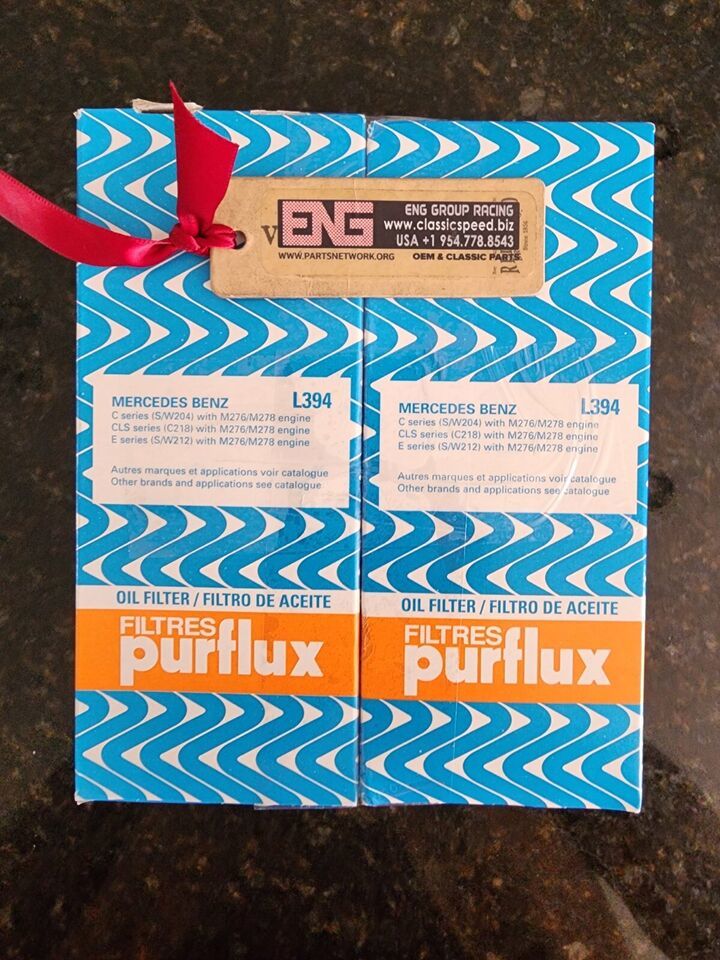 V
ENG
ENG GROUP RACING
www.classicspeed.biz
USA +1 954.778.8543
WWW.PARTSNETWORK.ORG OEM & CLASSIC PARTS
Since 1856
MERCEDES BENZ L394
C series (S/W204) with M276/M278 engine
CLS series (C218) with M276/M278 engine
E series (S/W212) with M276/M278 engine
Autres marques et applications voir catalogue
Other brands and applications see catalogue
OIL FILTER / FILTRO DE ACEITE
FILTRES
purflux
MERCEDES BENZ L394
C series (S/W204) with M276/M278 engine
CLS series (C218) with M276/M278 engine
E series (S/W212) with M276/M278 engine
Autres marques et applications voir catalogue
Other brands and applications see catalogue
OIL FILTER / FILTRO DE ACEITE
FILTRES
purflux